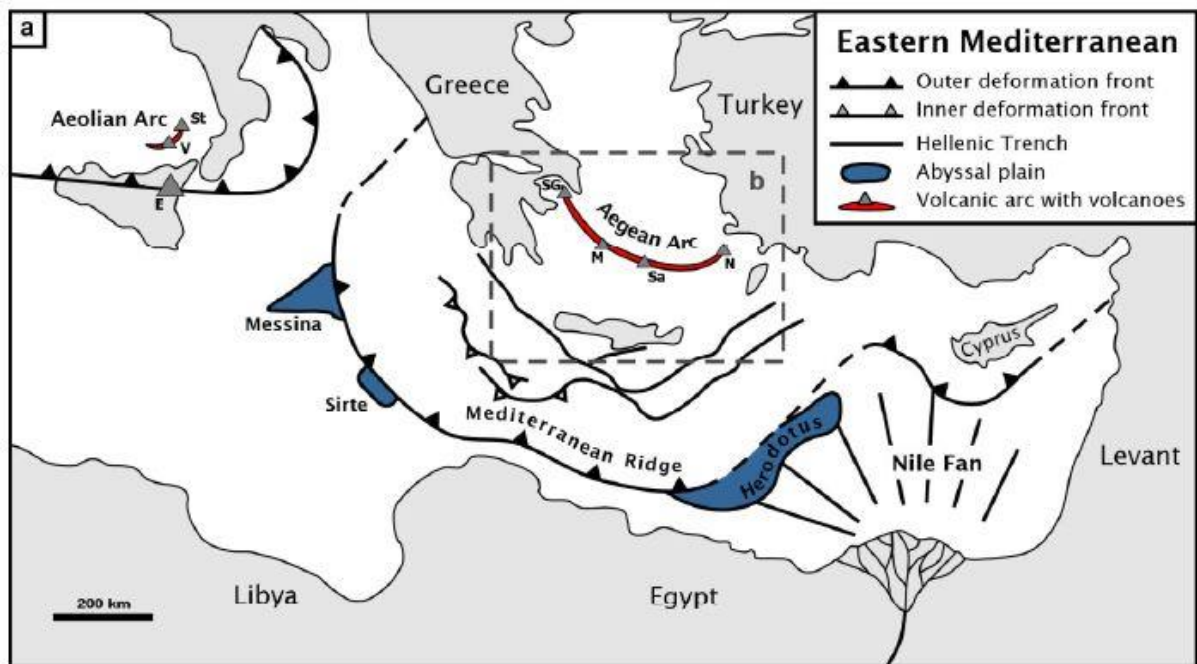 a
Eastern Mediterranean
Outer deformation front
Inner deformation front
Hellenic Trench
Abyssal plain
Volcanic arc with volcanoes
Greece
Turkey
Aeolian Arc
St
V
E
b
SG
Aegean Arc
M
Sa
N
Messina
Sirte
Cyprus
Mediterranean Ridge
Herodotus
Nile Fan
Levant
Libya
Egypt
200 km